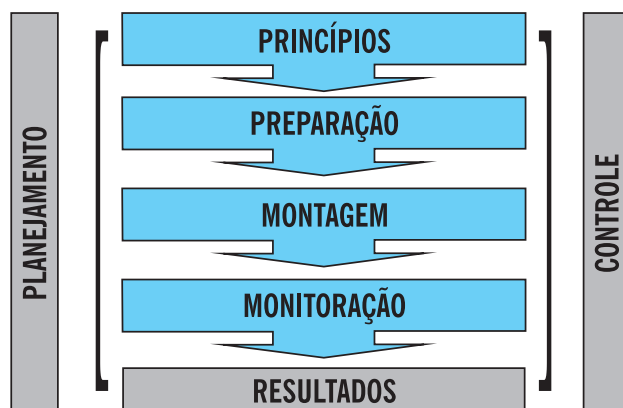 PLANEJAMENTO
PRINCÍPIOS
PREPARAÇÃO
MONTAGEM
MONITORAÇÃO
RESULTADOS
CONTROLE